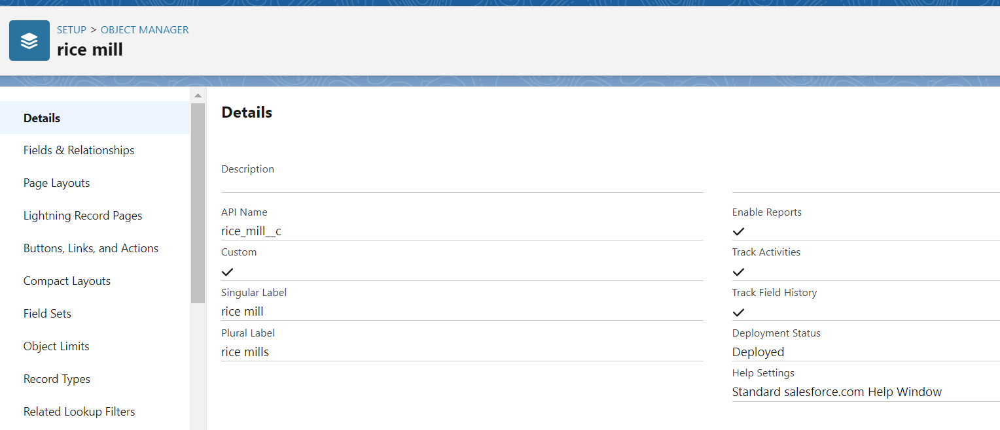 SETUP > OBJECT MANAGER
rice mill
Details
Fields & Relationships
Page Layouts
Lightning Record Pages
Buttons, Links, and Actions
Compact Layouts
Field Sets
Object Limits
Record Types
Related Lookup Filters
Details
Description
API Name
rice_mill__c
Custom
Singular Label
rice mill
Plural Label
rice mills
Enable Reports
Track Activities
Track Field History
Deployment Status
Deployed
Help Settings
Standard salesforce.com Help Window